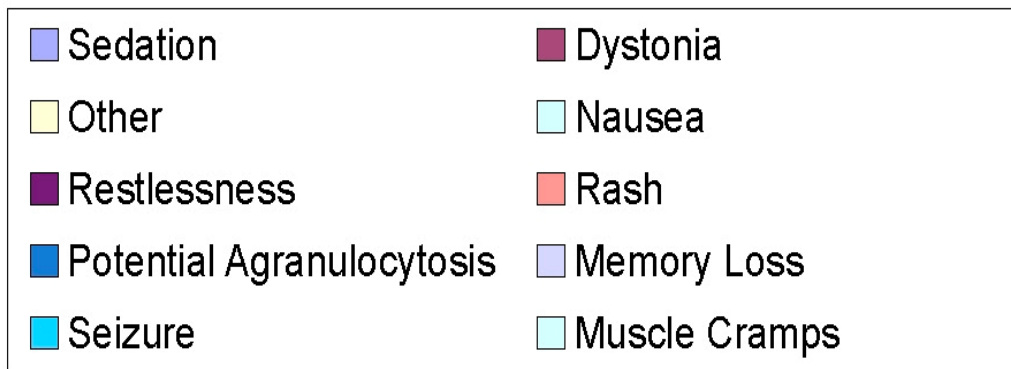 Sedation Dystonia
Other Nausea
Restlessness Rash
Potential Agranulocytosis Memory Loss
Seizure Muscle Cramps